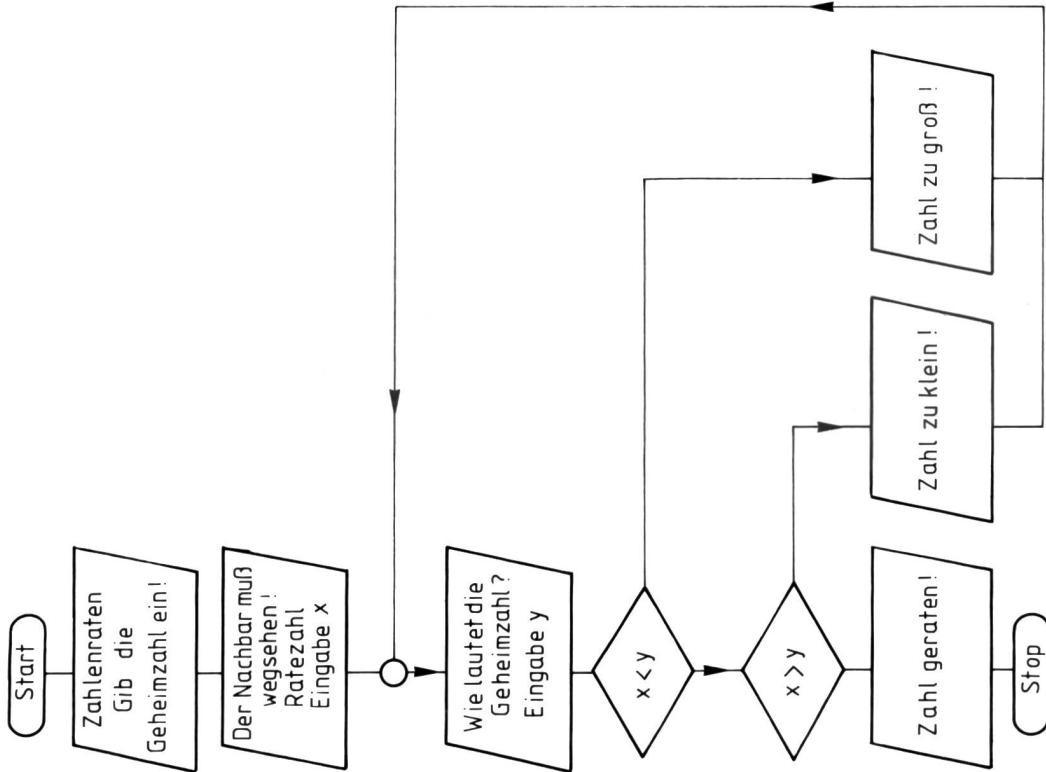 Start
Zahlenraten
Gib die
Geheimzahl ein!
Der Nachbar muß
wegsehen!
Ratezahl
Eingabe x
Wie lautet die
Geheimzahl?
Eingabe y
x < y
x > y
Zahl geraten!
Zahl zu klein!
Zahl zu groß!
Stop